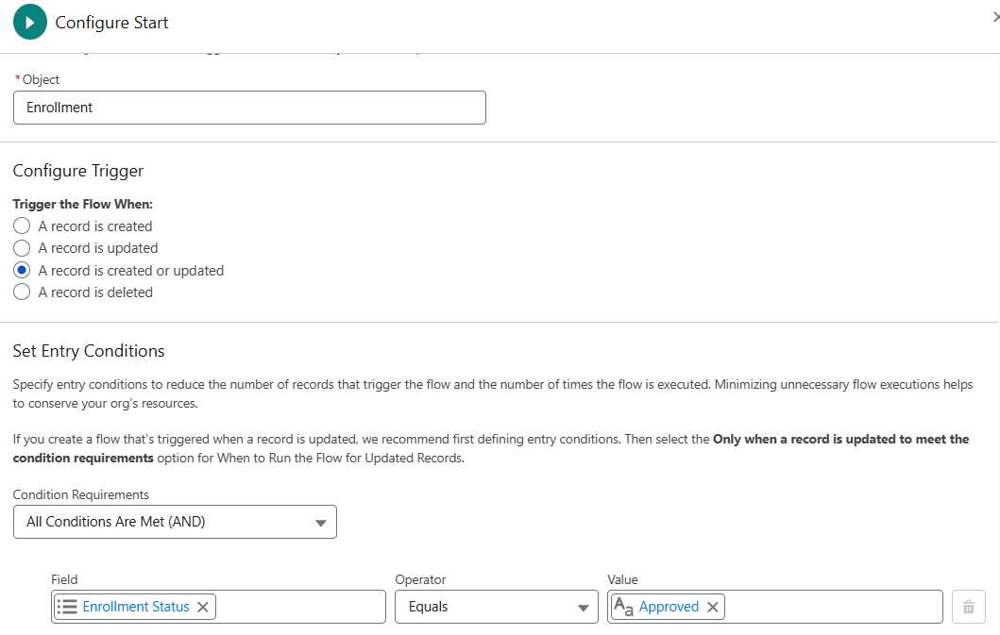 Configure Start
* Object
Enrollment
Configure Trigger
Trigger the Flow When:
A record is created
A record is updated
A record is created or updated
A record is deleted
Set Entry Conditions
Specify entry conditions to reduce the number of records that trigger the flow and the number of times the flow is executed. Minimizing unnecessary flow executions helps
to conserve your org's resources.
If you create a flow that's triggered when a record is updated, we recommend first defining entry conditions. Then select the Only when a record is updated to meet the
condition requirements option for When to Run the Flow for Updated Records.
Condition Requirements
All Conditions Are Met (AND)
Field Operator Value
Enrollment Status Equals Aa Approved